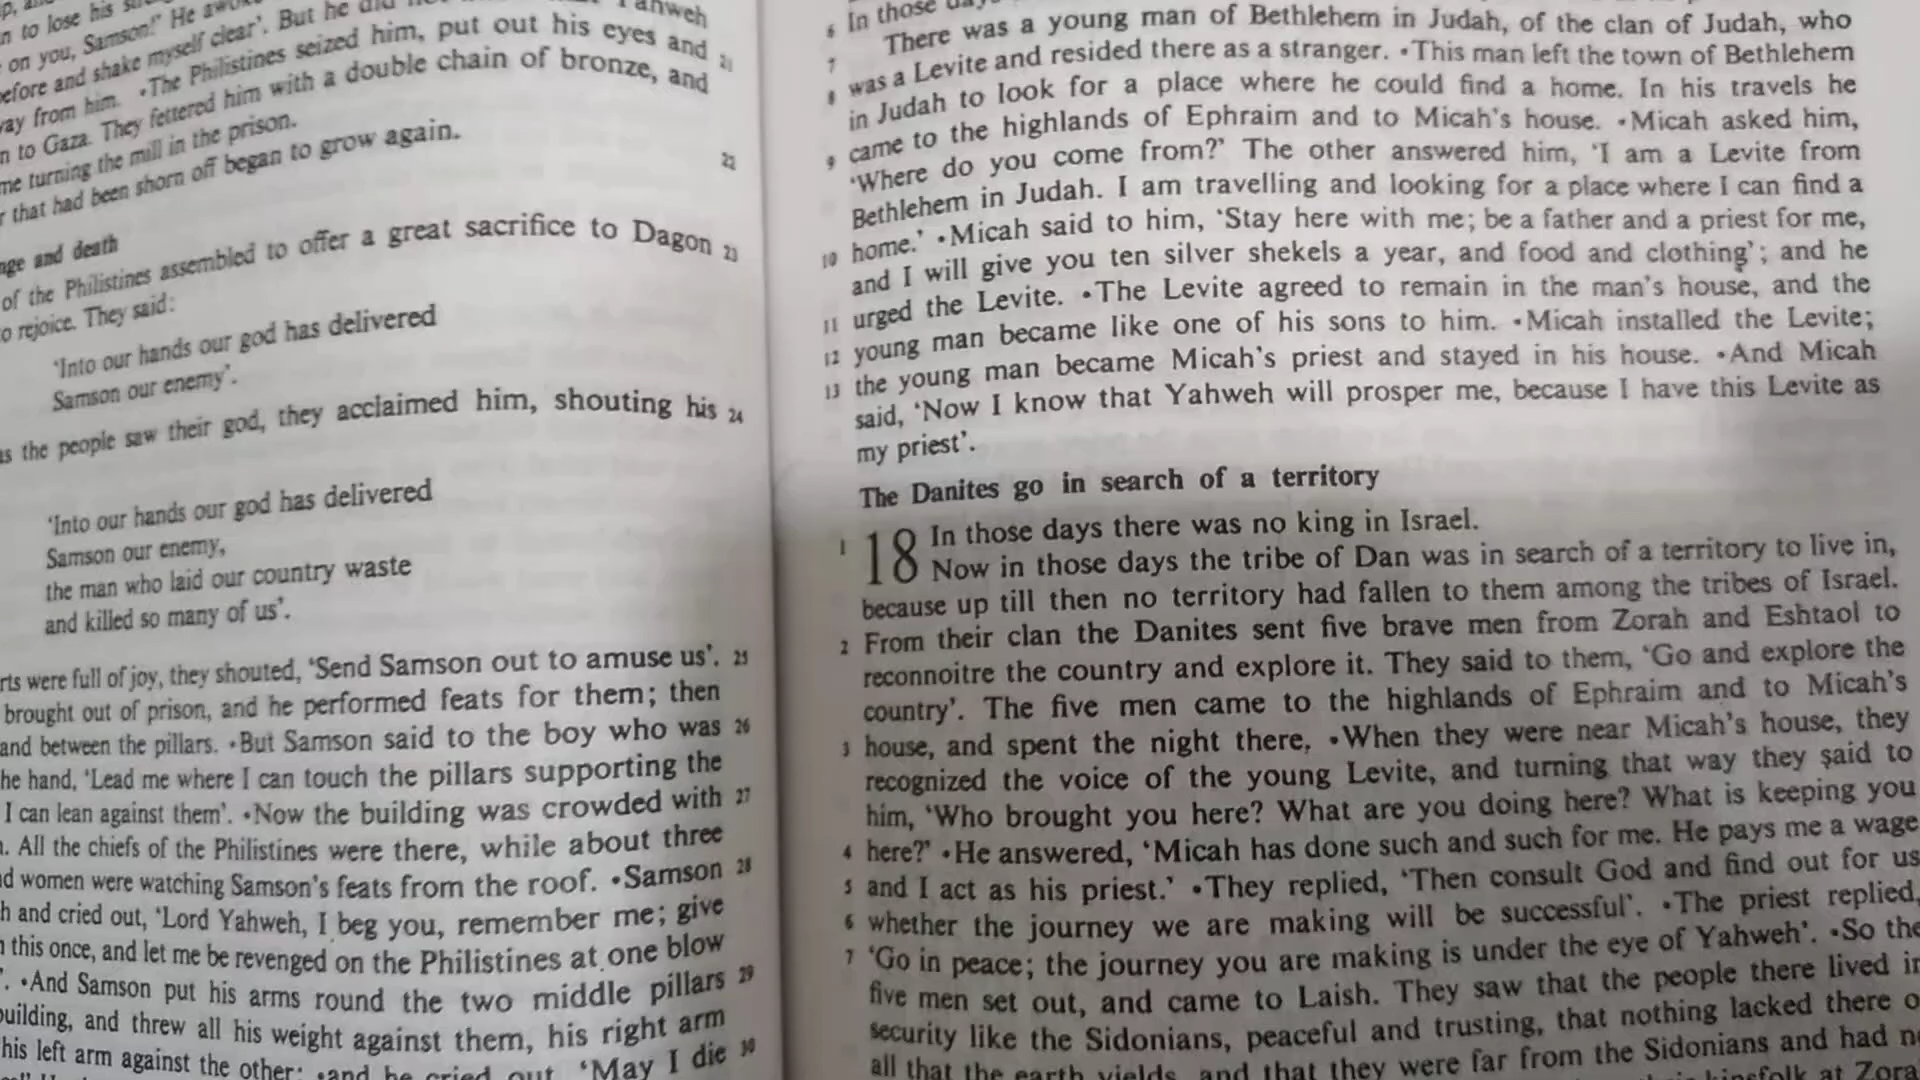 to lose his
on you, Samson!' He
before and shake myself clear'. But he
way from him. •The Philistines seized him, put out his eyes and 21
to Gaza. They fettered him with a double chain of bronze, and
turning the mill in the prison.
that had been shorn off began to grow again. 22
and death
of the Philistines assembled to offer a great sacrifice to Dagon 23
to rejoice. They said:
'Into our hands our god has delivered
Samson our enemy'.
as the people saw their god, they acclaimed him, shouting his 24
'Into our hands our god has delivered
Samson our enemy,
the man who laid our country waste
and killed so many of us'.
were full of joy, they shouted, 'Send Samson out to amuse us'. 25
brought out of prison, and he performed feats for them; then
and between the pillars. •But Samson said to the boy who was 26
he hand, 'Lead me where I can touch the pillars supporting the
I can lean against them'. •Now the building was crowded with 27
All the chiefs of the Philistines were there, while about three
women were watching Samson's feats from the roof. •Samson 28
and cried out, 'Lord Yahweh, I beg you, remember me; give
this once, and let me be revenged on the Philistines at one blow
•And Samson put his arms round the two middle pillars 29
building, and threw all his weight against them, his right arm
his left arm against the other; •and he cried out, 'May I die 30
6 In those
7 There was a young man of Bethlehem in Judah, of the clan of Judah, who
8 was a Levite and resided there as a stranger. •This man left the town of Bethlehem
in Judah to look for a place where he could find a home. In his travels he
9 came to the highlands of Ephraim and to Micah's house. •Micah asked him,
'Where do you come from?' The other answered him, 'I am a Levite from
Bethlehem in Judah. I am travelling and looking for a place where I can find a
10 home.' •Micah said to him, 'Stay here with me; be a father and a priest for me,
and I will give you ten silver shekels a year, and food and clothing'; and he
11 urged the Levite. •The Levite agreed to remain in the man's house, and the
12 young man became like one of his sons to him. •Micah installed the Levite;
13 the young man became Micah's priest and stayed in his house. •And Micah
said, 'Now I know that Yahweh will prosper me, because I have this Levite as
my priest'.
The Danites go in search of a territory
1 18 In those days there was no king in Israel.
Now in those days the tribe of Dan was in search of a territory to live in,
because up till then no territory had fallen to them among the tribes of Israel.
2 From their clan the Danites sent five brave men from Zorah and Eshtaol to
reconnoitre the country and explore it. They said to them, 'Go and explore the
country'. The five men came to the highlands of Ephraim and to Micah's
3 house, and spent the night there. •When they were near Micah's house, they
recognized the voice of the young Levite, and turning that way they said to
him, 'Who brought you here? What are you doing here? What is keeping you
4 here?' •He answered, 'Micah has done such and such for me. He pays me a wage
5 and I act as his priest.' •They replied, 'Then consult God and find out for us
6 whether the journey we are making will be successful'. •The priest replied,
7 'Go in peace; the journey you are making is under the eye of Yahweh'. •So the
five men set out, and came to Laish. They saw that the people there lived in
security like the Sidonians, peaceful and trusting, that nothing lacked there
all that the earth yields, and that they were far from the Sidonians and had
kinsfolk at